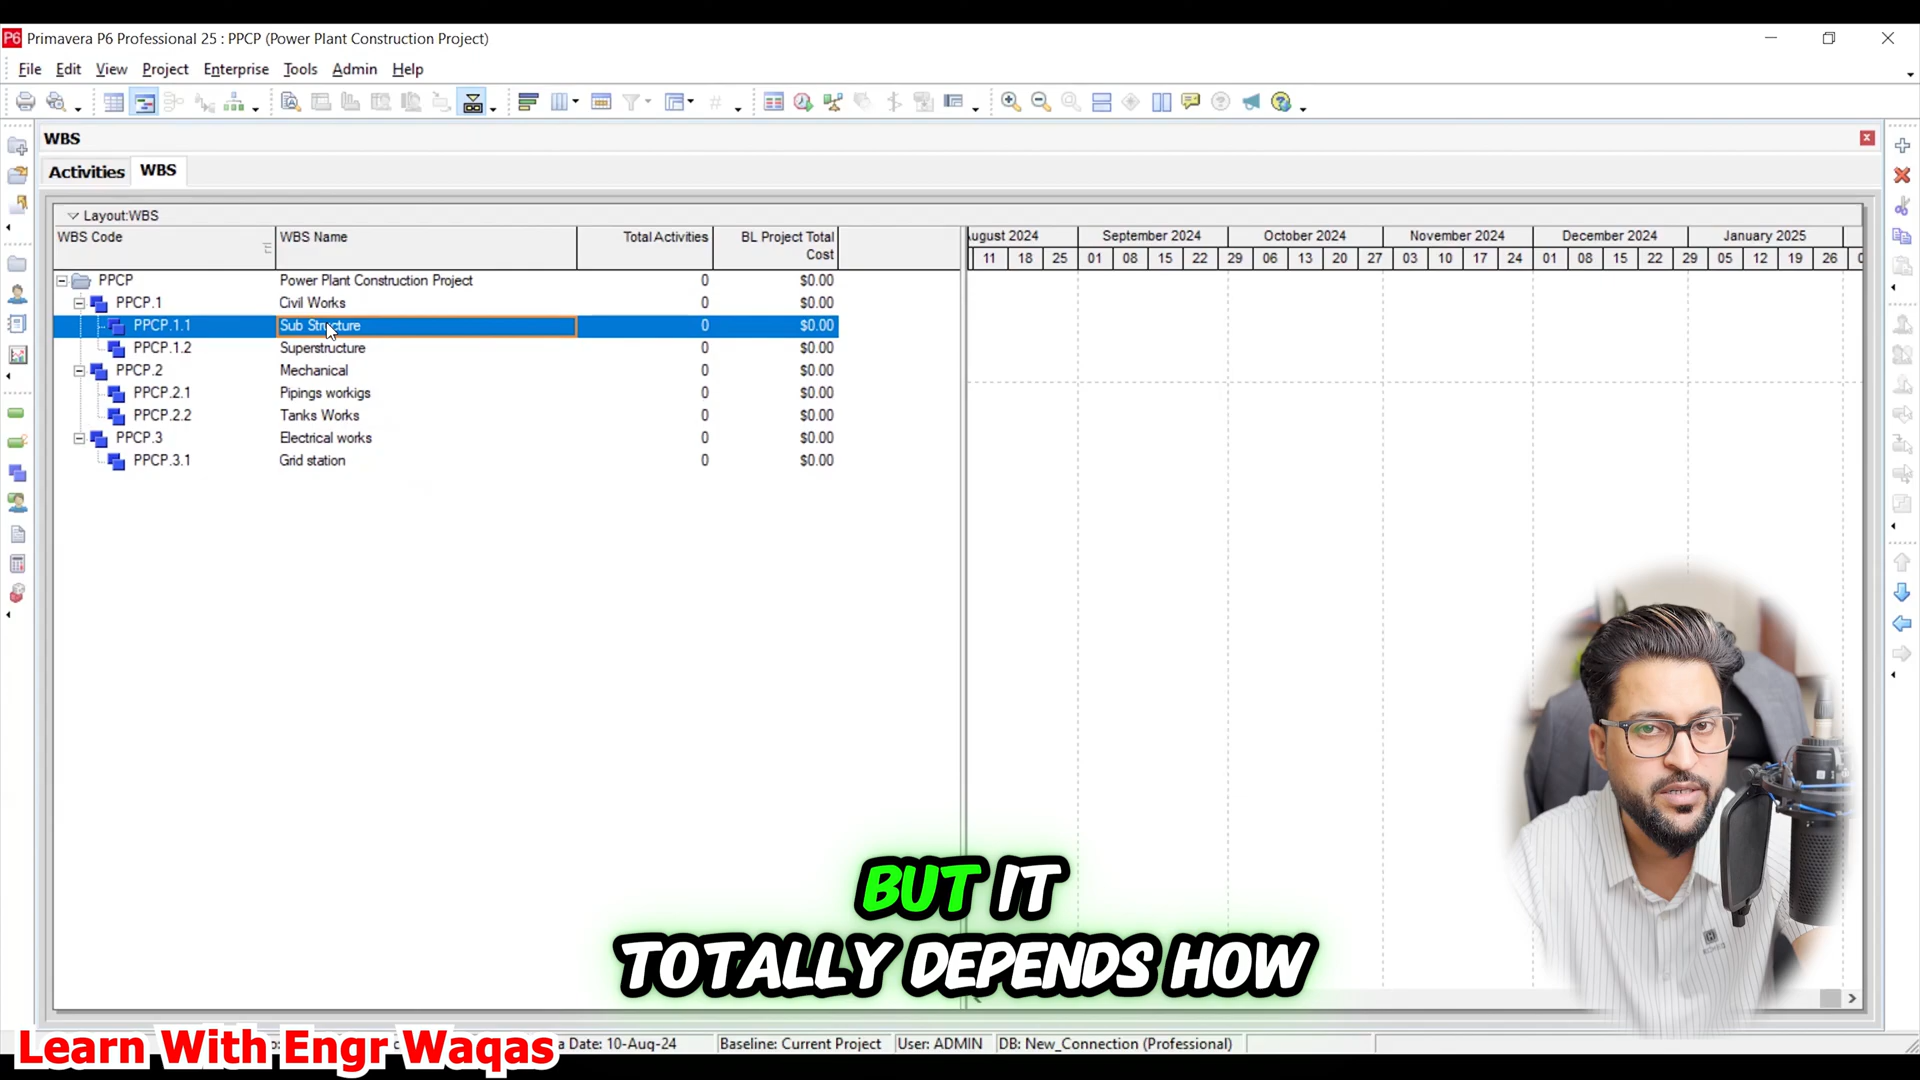 P6 Primavera P6 Professional 25 : PPCP (Power Plant Construction Project)
File Edit View Project Enterprise Tools Admin Help
WBS
Activities WBS
Layout:WBS
WBS Code WBS Name Total Activities BL Project Total Cost
ugust 2024 September 2024 October 2024 November 2024 December 2024 January 2025
11 18 25 01 08 15 22 29 06 13 20 27 03 10 17 24 01 08 15 22 29 05 12 19 26
PPCP Power Plant Construction Project 0 $0.00
PPCP.1 Civil Works 0 $0.00
PPCP.1.1 Sub Structure 0 $0.00
PPCP.1.2 Superstructure 0 $0.00
PPCP.2 Mechanical 0 $0.00
PPCP.2.1 Pipings workigs 0 $0.00
PPCP.2.2 Tanks Works 0 $0.00
PPCP.3 Electrical works 0 $0.00
PPCP.3.1 Grid station 0 $0.00
BUT IT
TOTALLY DEPENDS HOW
Learn With Engr Waqas
a Date: 10-Aug-24 Baseline: Current Project User: ADMIN DB: New_Connection (Professional)